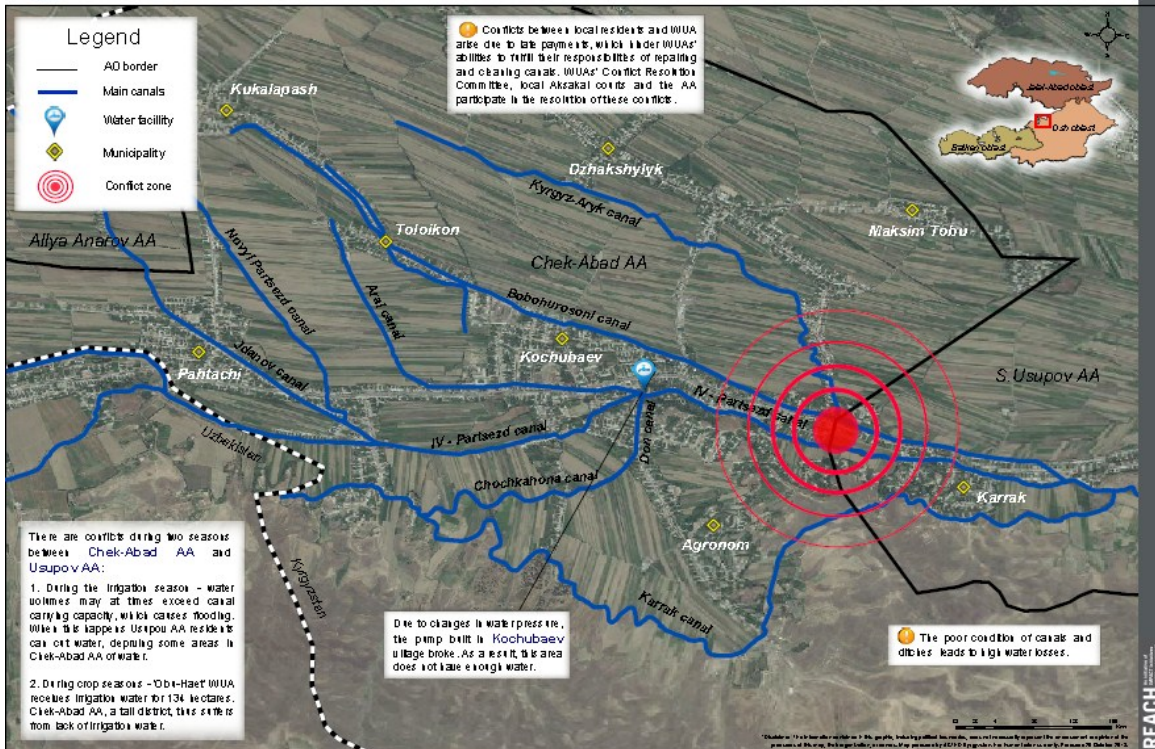 Legend
AO border
Main canals
Water facillity
Municipality
Conflict zone
Conflicts between local residents and WUA
arise due to late payments, which hinder WUAs'
abilities to fulfill their responsibilities of repairing
and cleaning canals. WUAs' Conflict Resolution
Committee, local Aksakal courts and the AA
participate in the resolution of these conflicts.
Jalal-Abad oblast
Osh oblast
Batken oblast
Kukalapash
Dzhakshylyk
Kyrgyz-Aryk canal
Maksim Tobu
Allya Anarov AA
Novyi Partsezd canal
Toloikon
Chek-Abad AA
Aral canal
Bobohurosoni canal
Kochubaev
Pahtachi
Jdanov canal
S.Usupov AA
IV - Partsezd canal
IV - Partsezd canal
Don canal
Uzbekistan
Chochkahona canal
Karrak
Agronom
Kyrgyzstan
Karrak canal
There are conflicts during two seasons
between Chek-Abad AA and
Usupov AA:
1. During the irrigation season - water
volumes may at times exceed canal
carrying capacity, which causes flooding.
When this happens Usupov AA residents
can cut water, depriving some areas in
Chek-Abad AA of water.
2. During crop seasons - 'Obu-Haet' WUA
receives irrigation water for 134 hectares.
Chek-Abad AA, a tail district, thus suffers
from lack of irrigation water.
Due to changes in water pressure,
the pump built in Kochubaev
village broke. As a result, this area
does not have enough water.
The poor condition of canals and
ditches leads to high water losses.
REACH